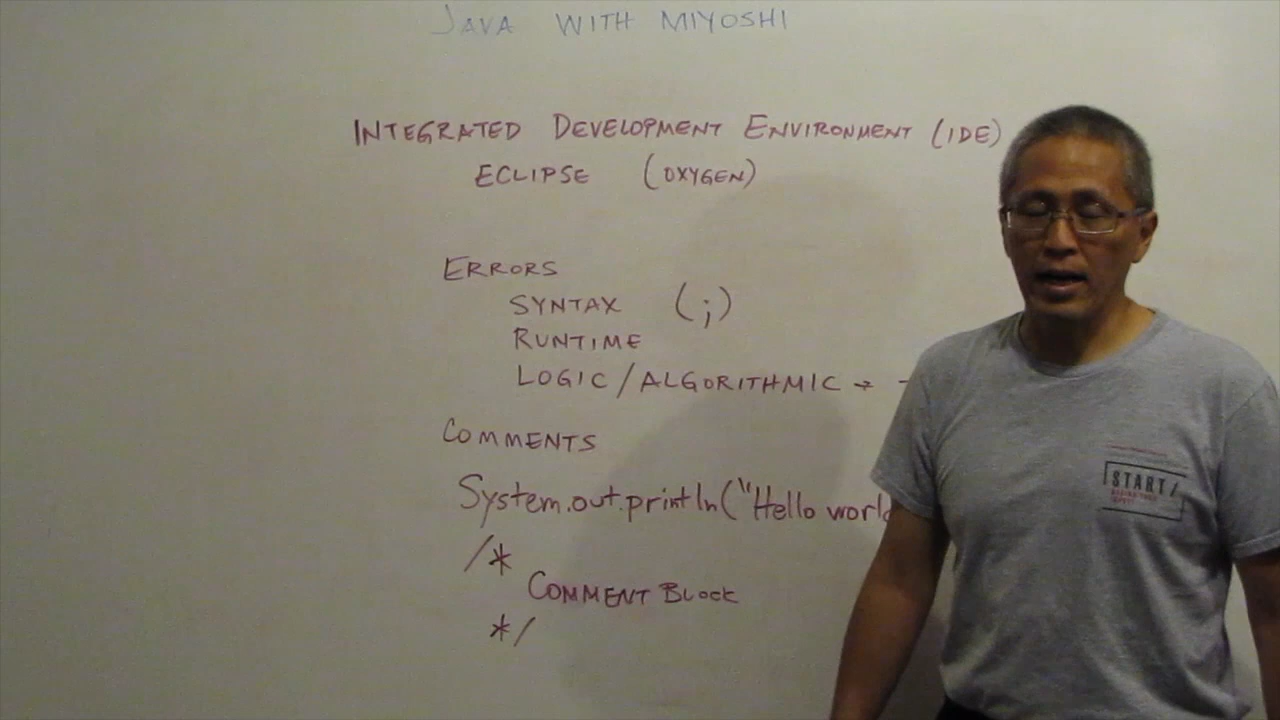 JAVA WITH MIYOSHI
INTEGRATED DEVELOPMENT ENVIRONMENT (IDE)
ECLIPSE (OXYGEN)
ERRORS
SYNTAX (;)
RUNTIME
LOGIC/ALGORITHMIC →
COMMENTS
System.out.println("Hello world
/*
COMMENT BLOCK
*/
START/